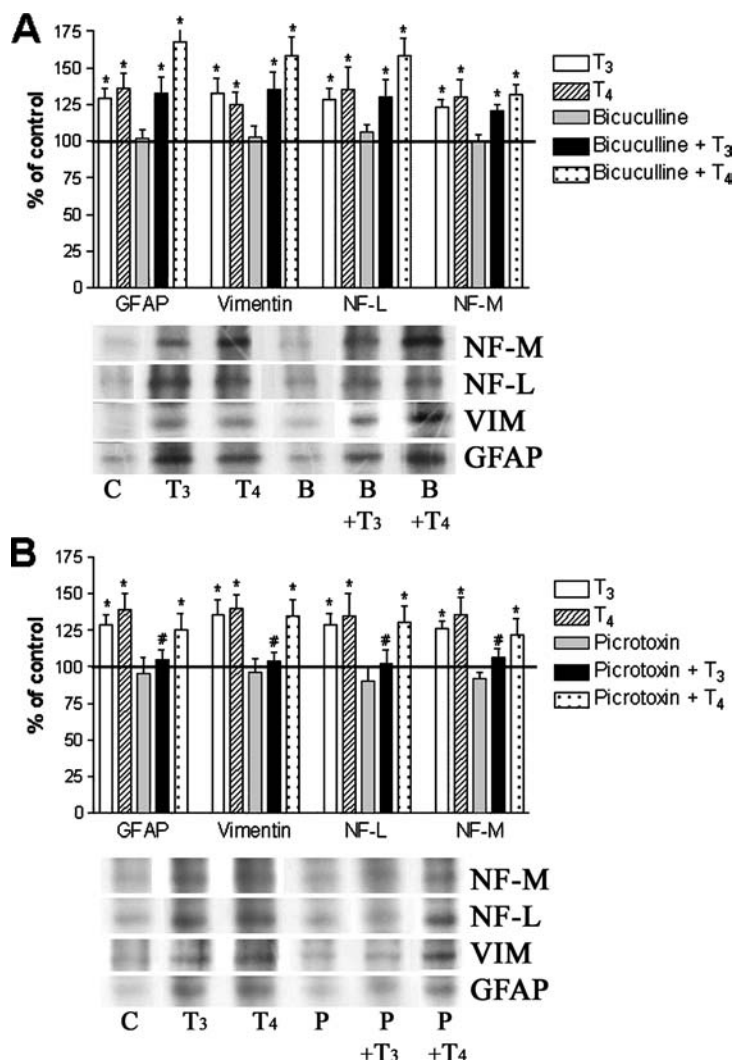 A
% of control
175
150
125
100
75
50
25
0
* * * *
* * * *
* * * *
* * * *
GFAP Vimentin NF-L NF-M
T3
T4
Bicuculline
Bicuculline + T3
Bicuculline + T4
NF-M
NF-L
VIM
GFAP
C T3 T4 B B B
+T3 +T4
B
% of control
175
150
125
100
75
50
25
0
* * # *
* * # *
* * # *
* * # *
GFAP Vimentin NF-L NF-M
T3
T4
Picrotoxin
Picrotoxin + T3
Picrotoxin + T4
NF-M
NF-L
VIM
GFAP
C T3 T4 P P P
+T3 +T4